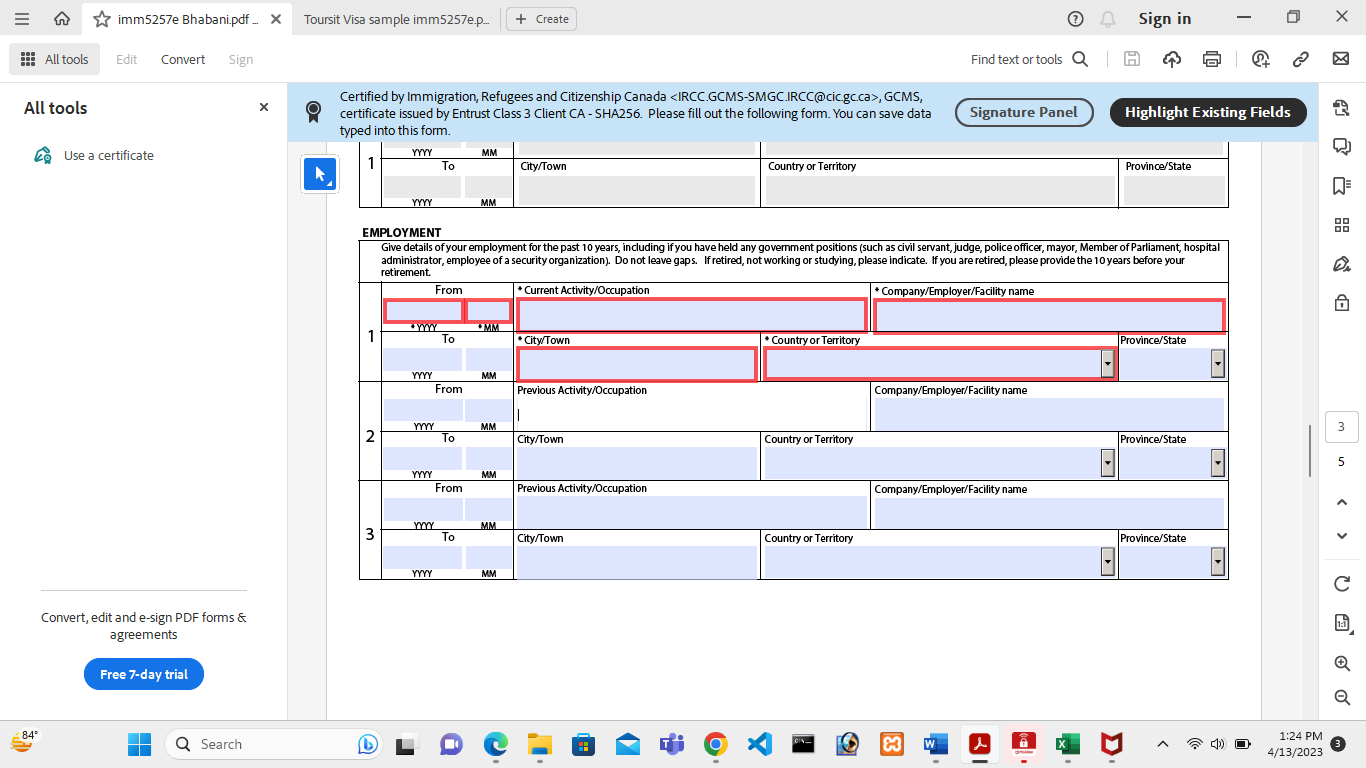 imm5257e Bhabani.pdf ...
Toursit Visa sample imm5257e.p...
Create
Sign in
All tools
Edit
Convert
Sign
Find text or tools
All tools
Use a certificate
Certified by Immigration, Refugees and Citizenship Canada <IRCC.GCMS-SMGC.IRCC@cic.gc.ca>, GCMS,
certificate issued by Entrust Class 3 Client CA - SHA256. Please fill out the following form. You can save data
typed into this form.
Signature Panel
Highlight Existing Fields
YYYY MM
1
To
City/Town
Country or Territory
Province/State
YYYY MM
EMPLOYMENT
Give details of your employment for the past 10 years, including if you have held any government positions (such as civil servant, judge, police officer, mayor, Member of Parliament, hospital
administrator, employee of a security organization). Do not leave gaps. If retired, not working or studying, please indicate. If you are retired, please provide the 10 years before your
retirement.
1
From
* Current Activity/Occupation
* Company/Employer/Facility name
* YYYY * MM
To
* City/Town
* Country or Territory
Province/State
YYYY MM
2
From
Previous Activity/Occupation
Company/Employer/Facility name
YYYY MM
To
City/Town
Country or Territory
Province/State
YYYY MM
3
From
Previous Activity/Occupation
Company/Employer/Facility name
YYYY MM
To
City/Town
Country or Territory
Province/State
YYYY MM
3
5
1:1
Convert, edit and e-sign PDF forms &
agreements
Free 7-day trial
84°
Search
1:24 PM
4/13/2023
3